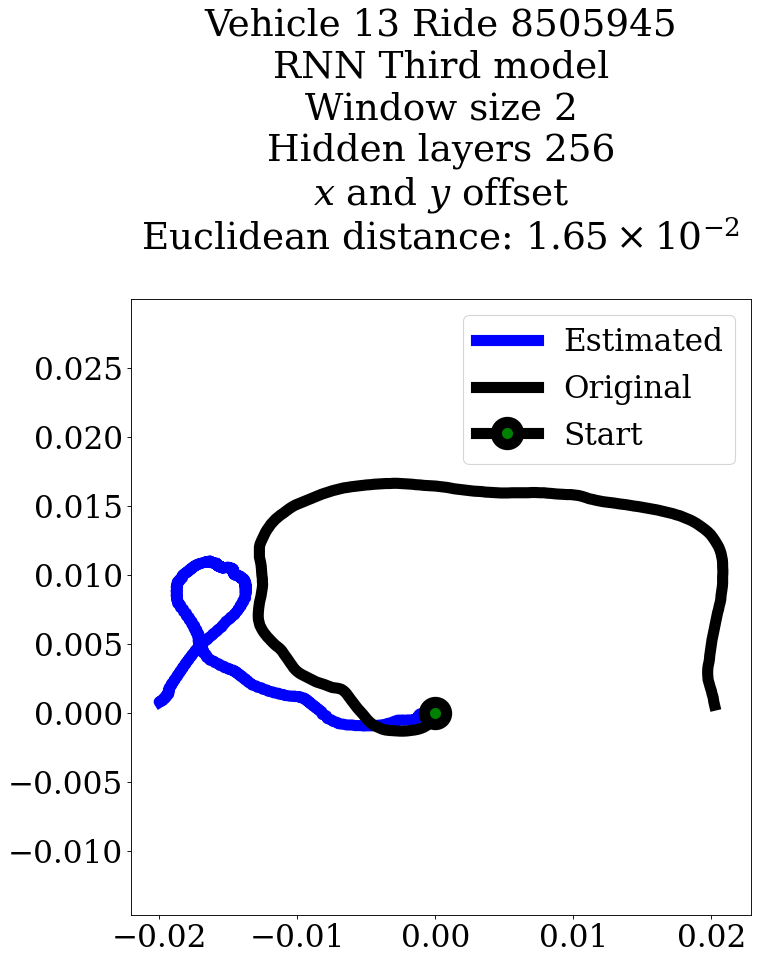 Vehicle 13 Ride 8505945
RNN Third model
Window size 2
Hidden layers 256
x and y offset
Euclidean distance: 1.65 × 10⁻²
Estimated
Original
Start
0.025
0.020
0.015
0.010
0.005
0.000
−0.005
−0.010
−0.02 −0.01 0.00 0.01 0.02